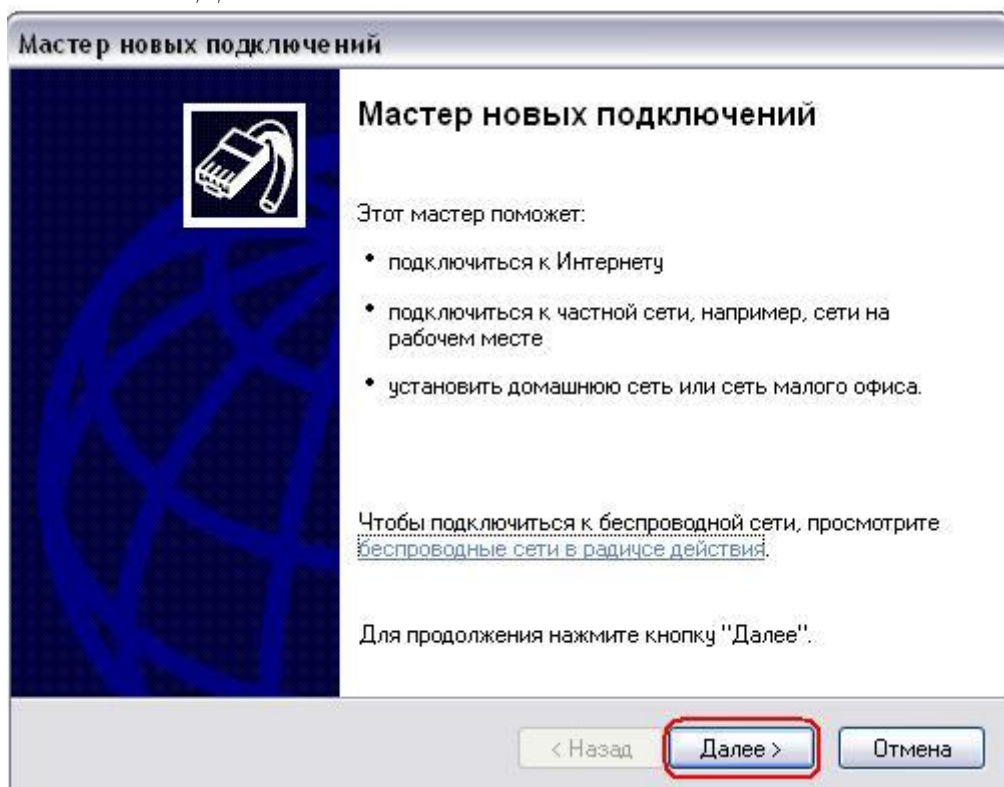 Мастер новых подключений
Мастер новых подключений
Этот мастер поможет:
• подключиться к Интернету
• подключиться к частной сети, например, сети на
рабочем месте
• установить домашнюю сеть или сеть малого офиса.
Чтобы подключиться к беспроводной сети, просмотрите
беспроводные сети в радиусе действия.
Для продолжения нажмите кнопку "Далее".
< Назад
Далее >
Отмена